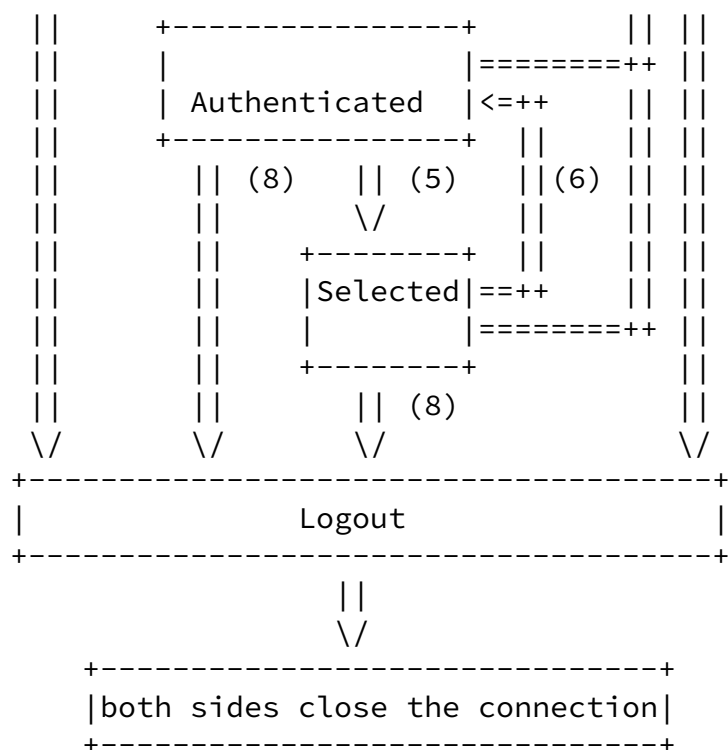 ||      +----------------+         || ||
||      |                |========++ ||
||      | Authenticated  |<=++     || ||
||      +----------------+  ||     || ||
||        || (8)   || (5)   ||(6)  || ||
||        ||       \/       ||     || ||
||        ||    +--------+  ||     || ||
||        ||    |Selected|==++     || ||
||        ||    |        |========++ ||
||        ||    +--------+            ||
||        ||       || (8)             ||
\/        \/       \/                 \/
+--------------------------------------+
|               Logout                 |
+--------------------------------------+
                  ||
                  \/
    +-------------------------------+
    |both sides close the connection|
    +-------------------------------+